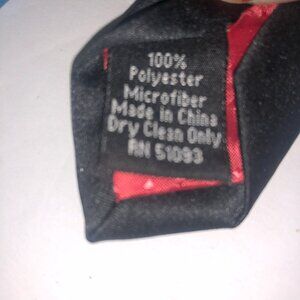 100%
Polyester
Microfiber
Made in China
Dry Clean Only
RN 51093